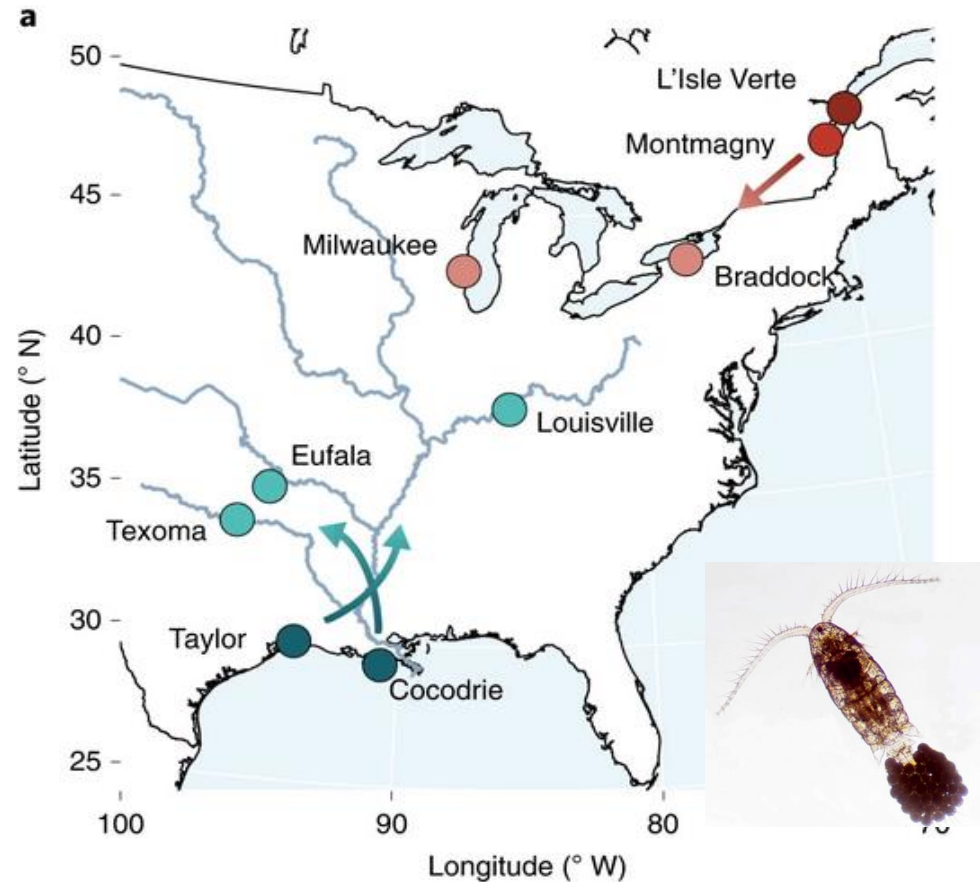 a
50
L'Isle Verte
Montmagny
45
Milwaukee
Braddock
40
Latitude (° N)
Louisville
Eufala
35
Texoma
30
Taylor
Cocodrie
25
100
90
80
Longitude (° W)